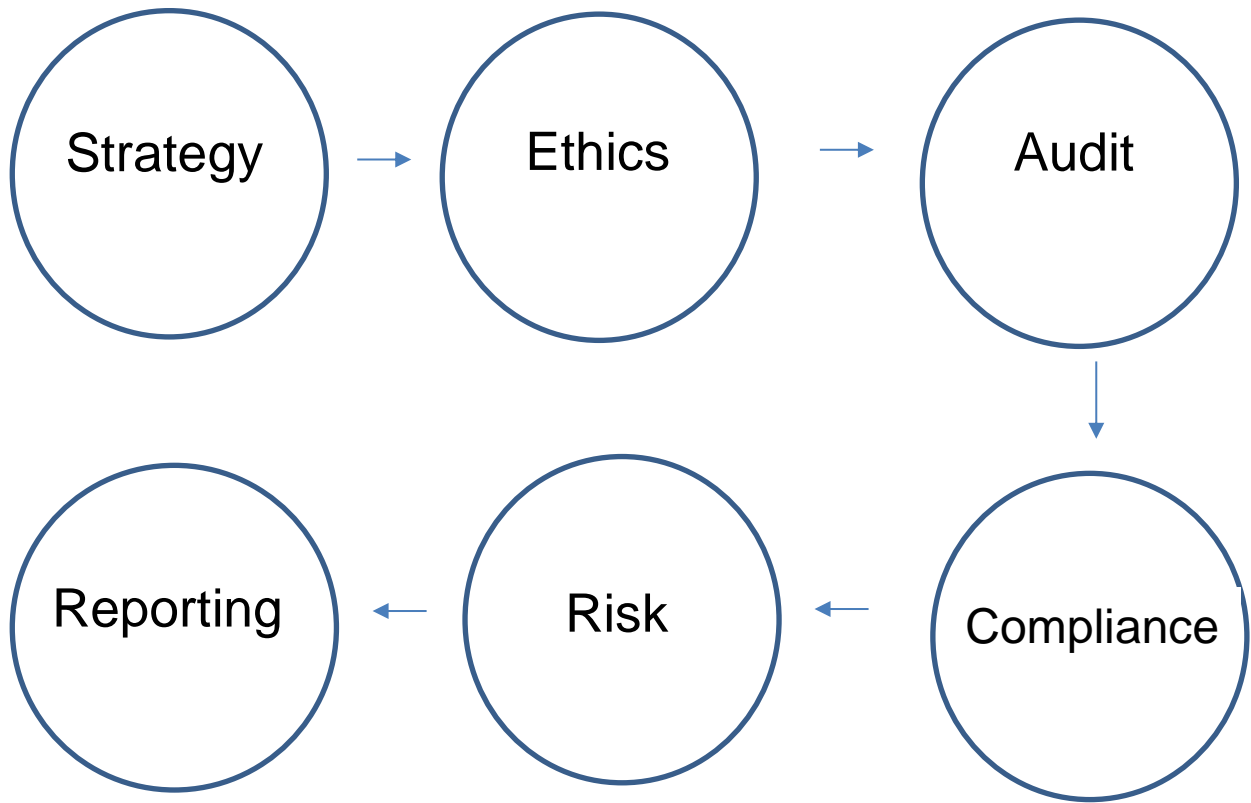 Strategy
Ethics
Audit
Reporting
Risk
Compliance